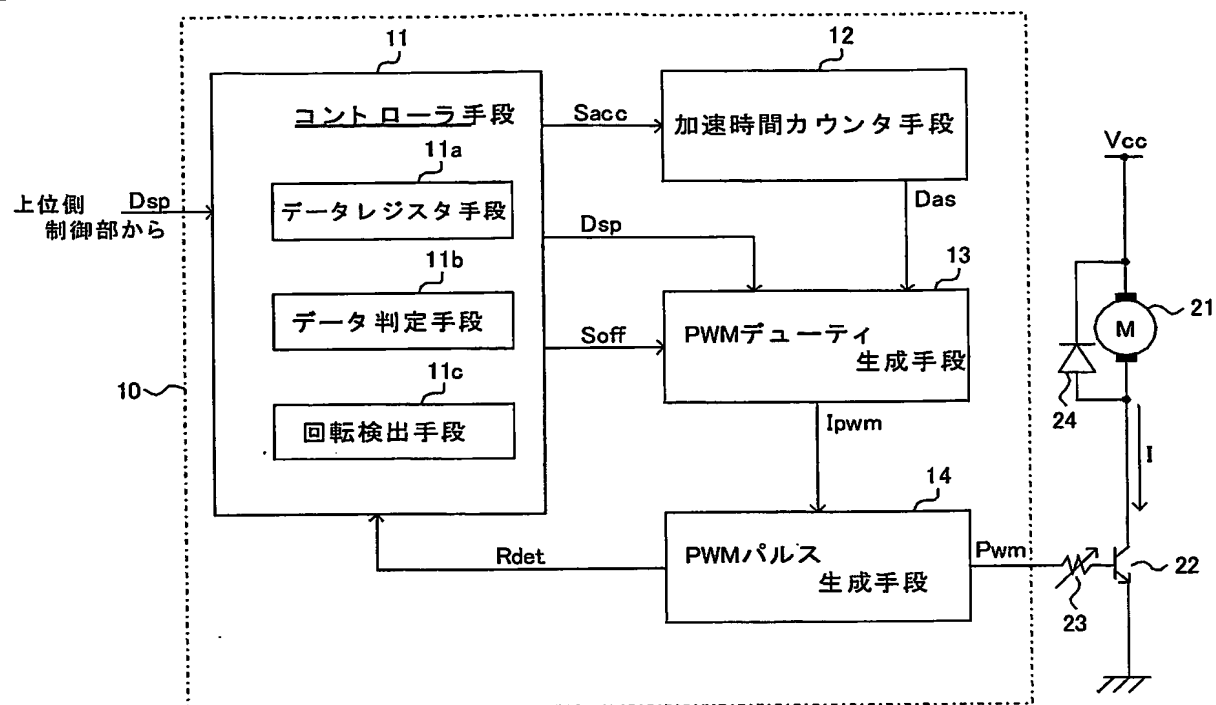 11
コントローラ手段
11a
データレジスタ手段
11b
データ判定手段
11c
回転検出手段
上位側
制御部から
Dsp
10
Sacc
12
加速時間カウンタ手段
Das
Dsp
Soff
13
PWMデューティ
生成手段
Ipwm
14
PWMパルス
生成手段
Rdet
Pwm
Vcc
M
21
24
I
22
23